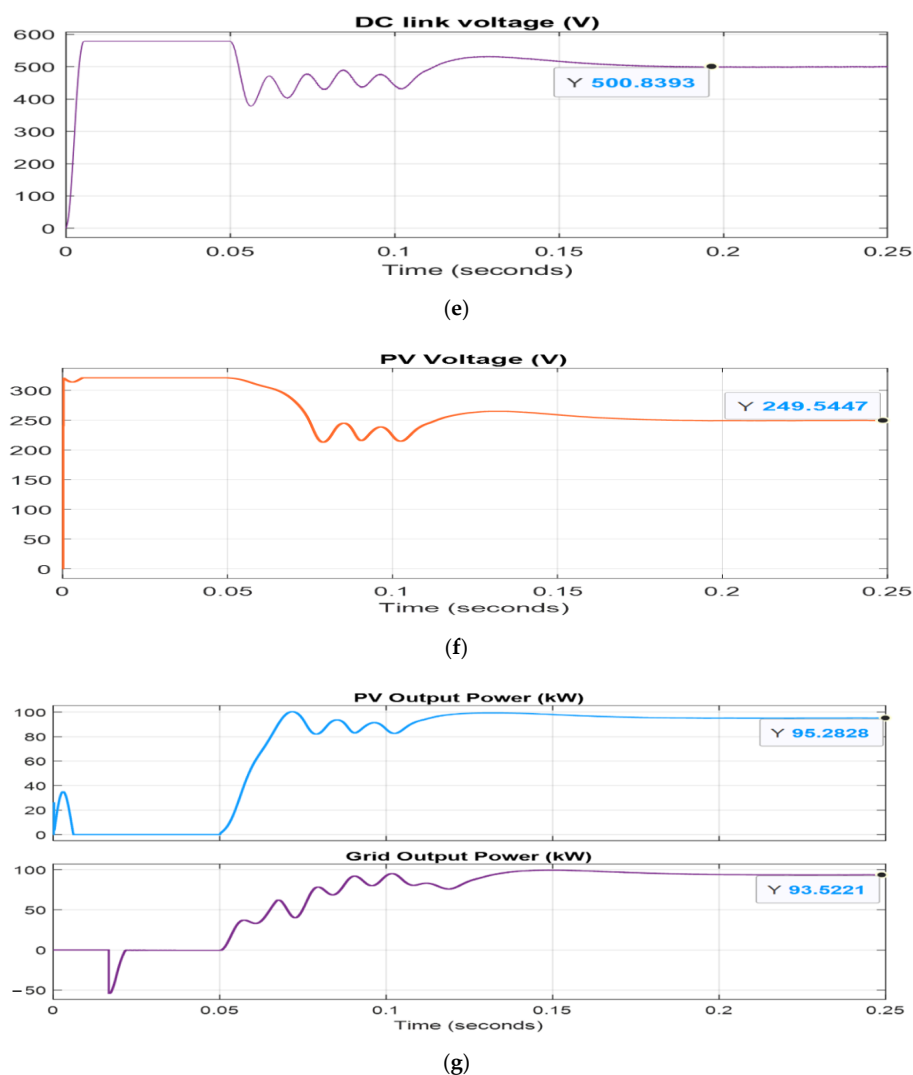 DC link voltage (V)
600
500
400
300
200
100
0
Y 500.8393
0 0.05 0.1 0.15 0.2 0.25
Time (seconds)
(e)
PV Voltage (V)
300
250
200
150
100
50
0
Y 249.5447
0 0.05 0.1 0.15 0.2 0.25
Time (seconds)
(f)
PV Output Power (kW)
100
80
60
40
20
0
Y 95.2828
Grid Output Power (kW)
100
50
0
−50
Y 93.5221
0 0.05 0.1 0.15 0.2 0.25
Time (seconds)
(g)